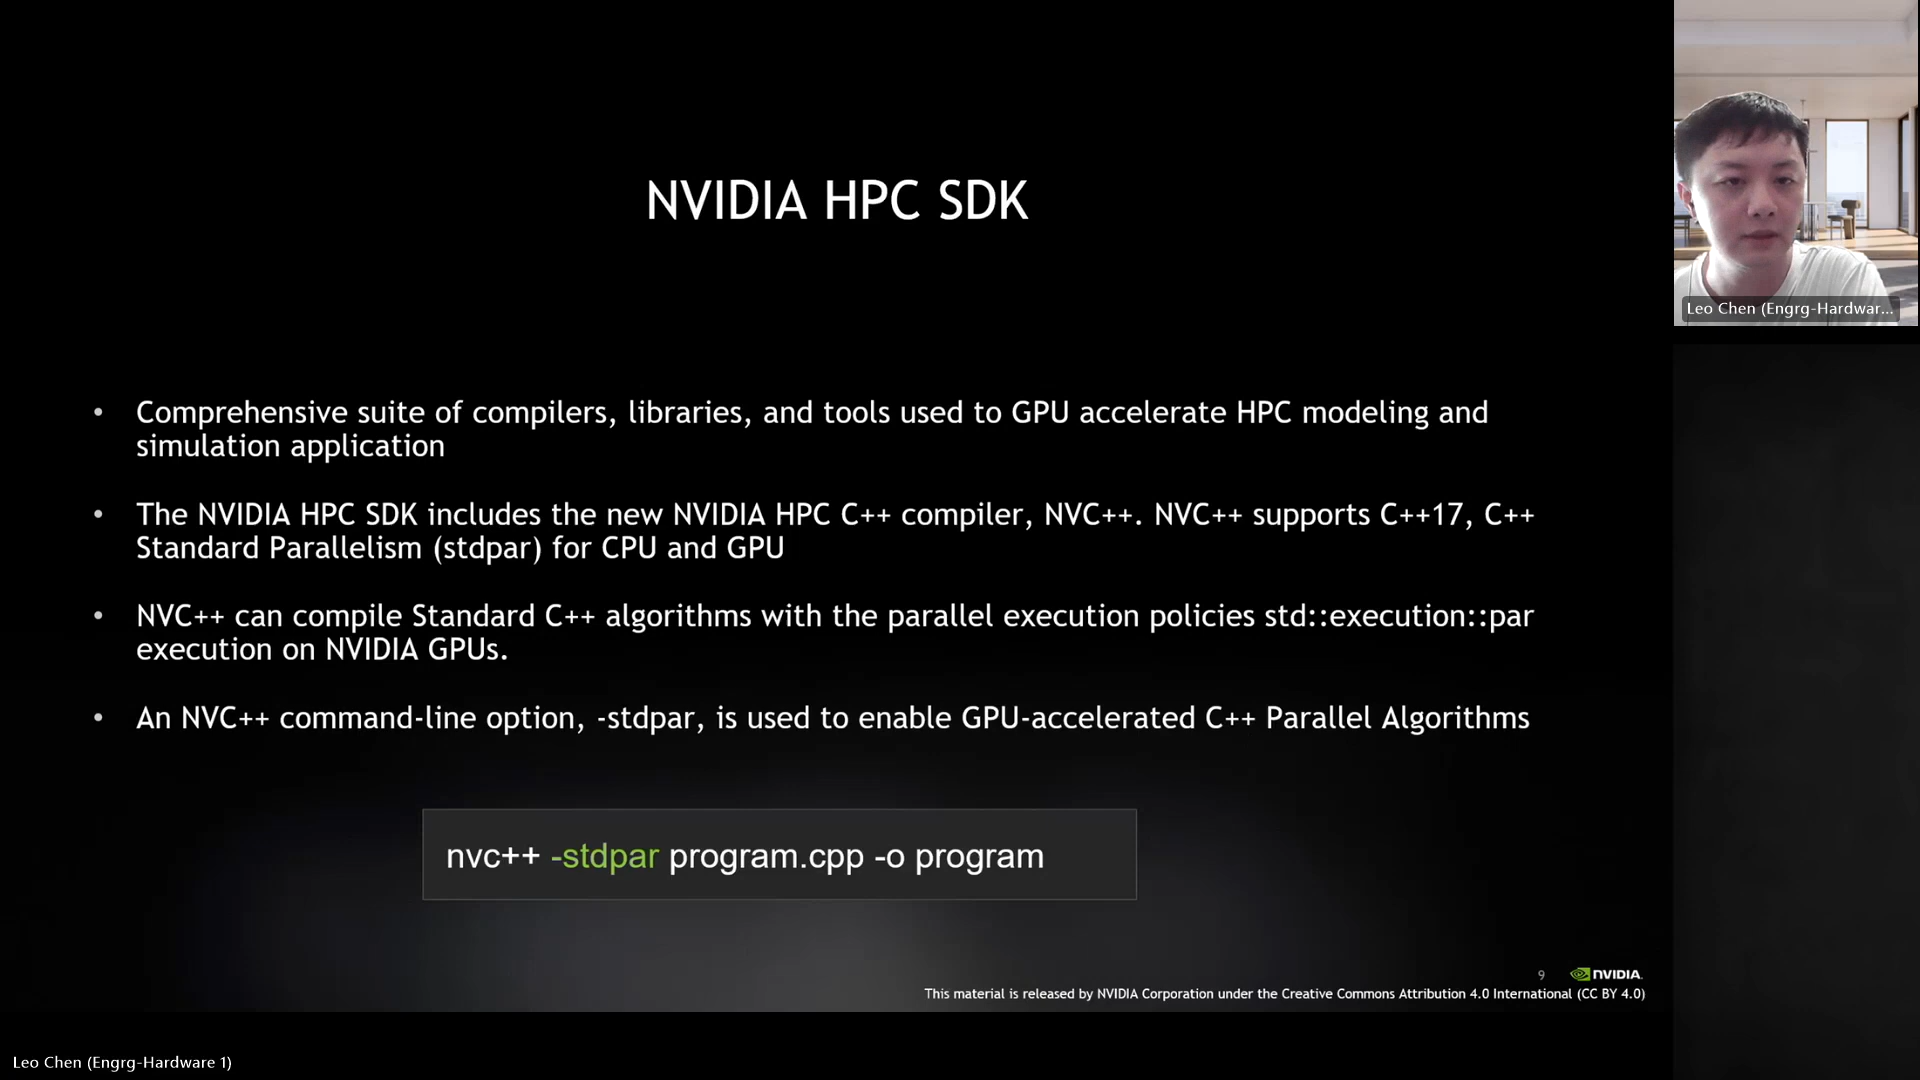 NVIDIA HPC SDK
• Comprehensive suite of compilers, libraries, and tools used to GPU accelerate HPC modeling and
simulation application
• The NVIDIA HPC SDK includes the new NVIDIA HPC C++ compiler, NVC++. NVC++ supports C++17, C++
Standard Parallelism (stdpar) for CPU and GPU
• NVC++ can compile Standard C++ algorithms with the parallel execution policies std::execution::par
execution on NVIDIA GPUs.
• An NVC++ command-line option, -stdpar, is used to enable GPU-accelerated C++ Parallel Algorithms
nvc++ -stdpar program.cpp -o program
9
NVIDIA.
This material is released by NVIDIA Corporation under the Creative Commons Attribution 4.0 International (CC BY 4.0)
Leo Chen (Engrg-Hardwar...
Leo Chen (Engrg-Hardware 1)